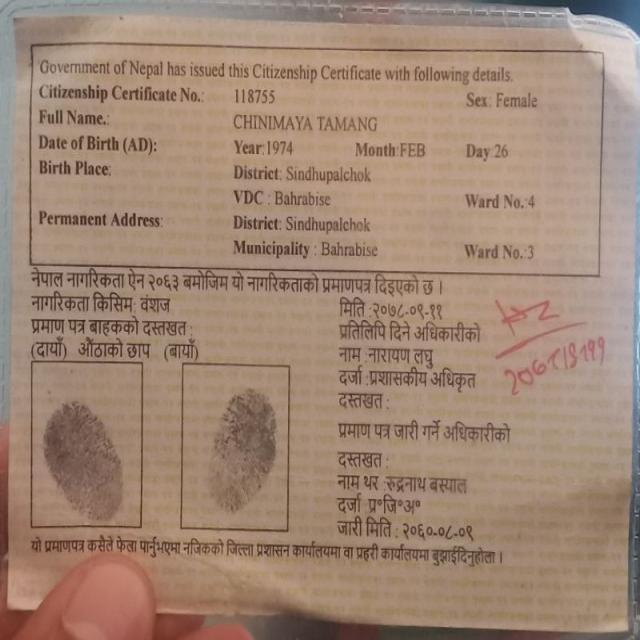 Government of Nepal has issued this Citizenship Certificate with following details.
Citizenship Certificate No.: 118755 Sex: Female
Full Name.: CHINIMAYA TAMANG
Date of Birth (AD): Year:1974 Month:FEB Day:26
Birth Place: District: Sindhupalchok
VDC : Bahrabise Ward No.:4
Permanent Address: District: Sindhupalchok
Municipality : Bahrabise Ward No.:3
नेपाल नागरिकता ऐन २०६३ बमोजिम यो नागरिकताको प्रमाणपत्र दिइएको छ ।
नागरिकता किसिम: वंशज
प्रमाण पत्र बाहकको दस्तखत :
(दायाँ) औंठाको छाप (बायाँ)
मिति :२०७८-०९-११
प्रतिलिपि दिने अधिकारीको
नाम :नारायण लघु
दर्जा :प्रशासकीय अधिकृत
दस्तखत :
प्रमाण पत्र जारी गर्ने अधिकारीको
दस्तखत :
नाम थर : रुद्रनाथ बस्याल
दर्जा :प्र॰जि॰अ॰
जारी मिति : २०६०-०८-०९
यो प्रमाणपत्र कसैले फेला पार्नुभएमा नजिकको जिल्ला प्रशासन कार्यालयमा वा प्रहरी कार्यालयमा बुझाईदिनुहोला ।